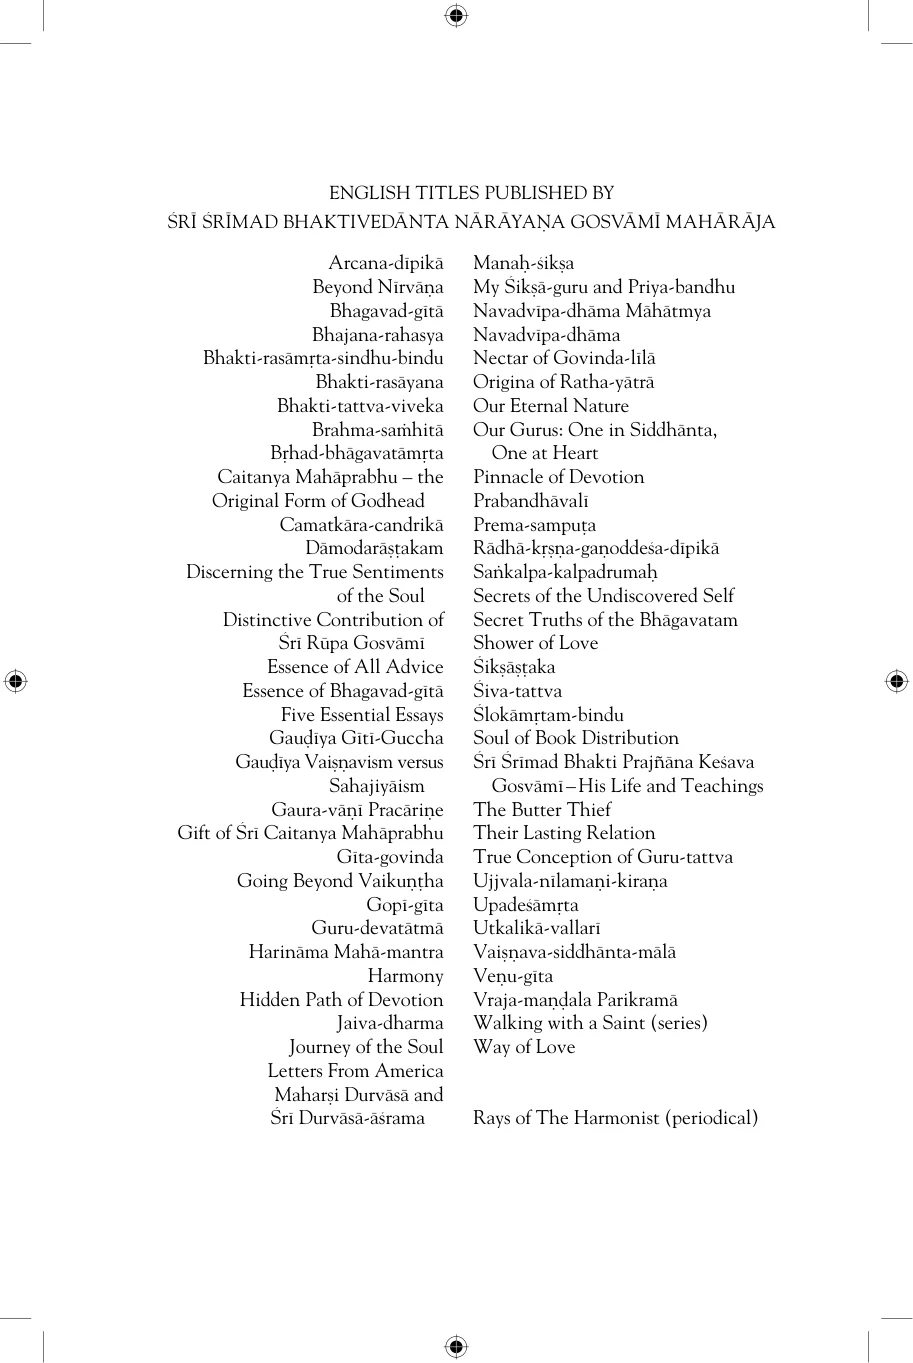 ENGLISH TITLES PUBLISHED BY
ŚRĪ ŚRĪMAD BHAKTIVEDĀNTA NĀRĀYAṆA GOSVĀMĪ MAHĀRĀJA
Arcana-dīpikā
Beyond Nīrvāṇa
Bhagavad-gītā
Bhajana-rahasya
Bhakti-rasāmṛta-sindhu-bindu
Bhakti-rasāyana
Bhakti-tattva-viveka
Brahma-saṁhitā
Bṛhad-bhāgavatāmṛta
Caitanya Mahāprabhu – the
Original Form of Godhead
Camatkāra-candrikā
Dāmodarāṣṭakam
Discerning the True Sentiments
of the Soul
Distinctive Contribution of
Śrī Rūpa Gosvāmī
Essence of All Advice
Essence of Bhagavad-gītā
Five Essential Essays
Gauḍīya Gīti-Guccha
Gauḍīya Vaiṣṇavism versus
Sahajiyāism
Gaura-vāṇī Pracāriṇe
Gift of Śrī Caitanya Mahāprabhu
Gīta-govinda
Going Beyond Vaikuṇṭha
Gopī-gīta
Guru-devatātmā
Harināma Mahā-mantra
Harmony
Hidden Path of Devotion
Jaiva-dharma
Journey of the Soul
Letters From America
Maharṣi Durvāsā and
Śrī Durvāsā-āśrama
Manaḥ-śikṣa
My Śikṣā-guru and Priya-bandhu
Navadvīpa-dhāma Māhātmya
Navadvīpa-dhāma
Nectar of Govinda-līlā
Origina of Ratha-yātrā
Our Eternal Nature
Our Gurus: One in Siddhānta,
One at Heart
Pinnacle of Devotion
Prabandhāvalī
Prema-sampuṭa
Rādhā-kṛṣṇa-gaṇoddeśa-dīpikā
Saṅkalpa-kalpadrumaḥ
Secrets of the Undiscovered Self
Secret Truths of the Bhāgavatam
Shower of Love
Śikṣāṣṭaka
Śiva-tattva
Ślokāmṛtam-bindu
Soul of Book Distribution
Śrī Śrīmad Bhakti Prajñāna Keśava
Gosvāmī – His Life and Teachings
The Butter Thief
Their Lasting Relation
True Conception of Guru-tattva
Ujjvala-nīlamaṇi-kiraṇa
Upadeśāmṛta
Utkalikā-vallarī
Vaiṣṇava-siddhānta-mālā
Veṇu-gīta
Vraja-maṇḍala Parikramā
Walking with a Saint (series)
Way of Love
Rays of The Harmonist (periodical)